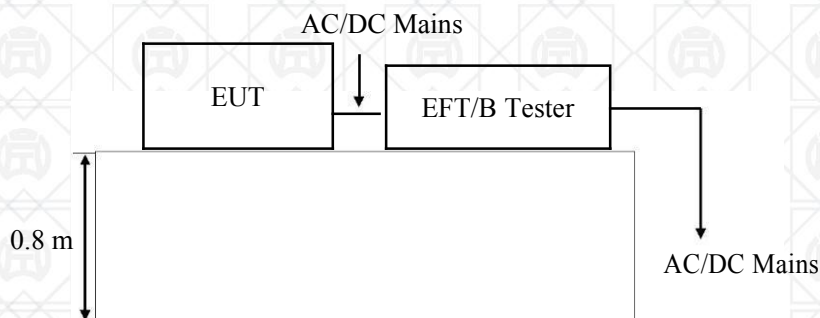 AC/DC Mains
EUT
EFT/B Tester
0.8 m
AC/DC Mains